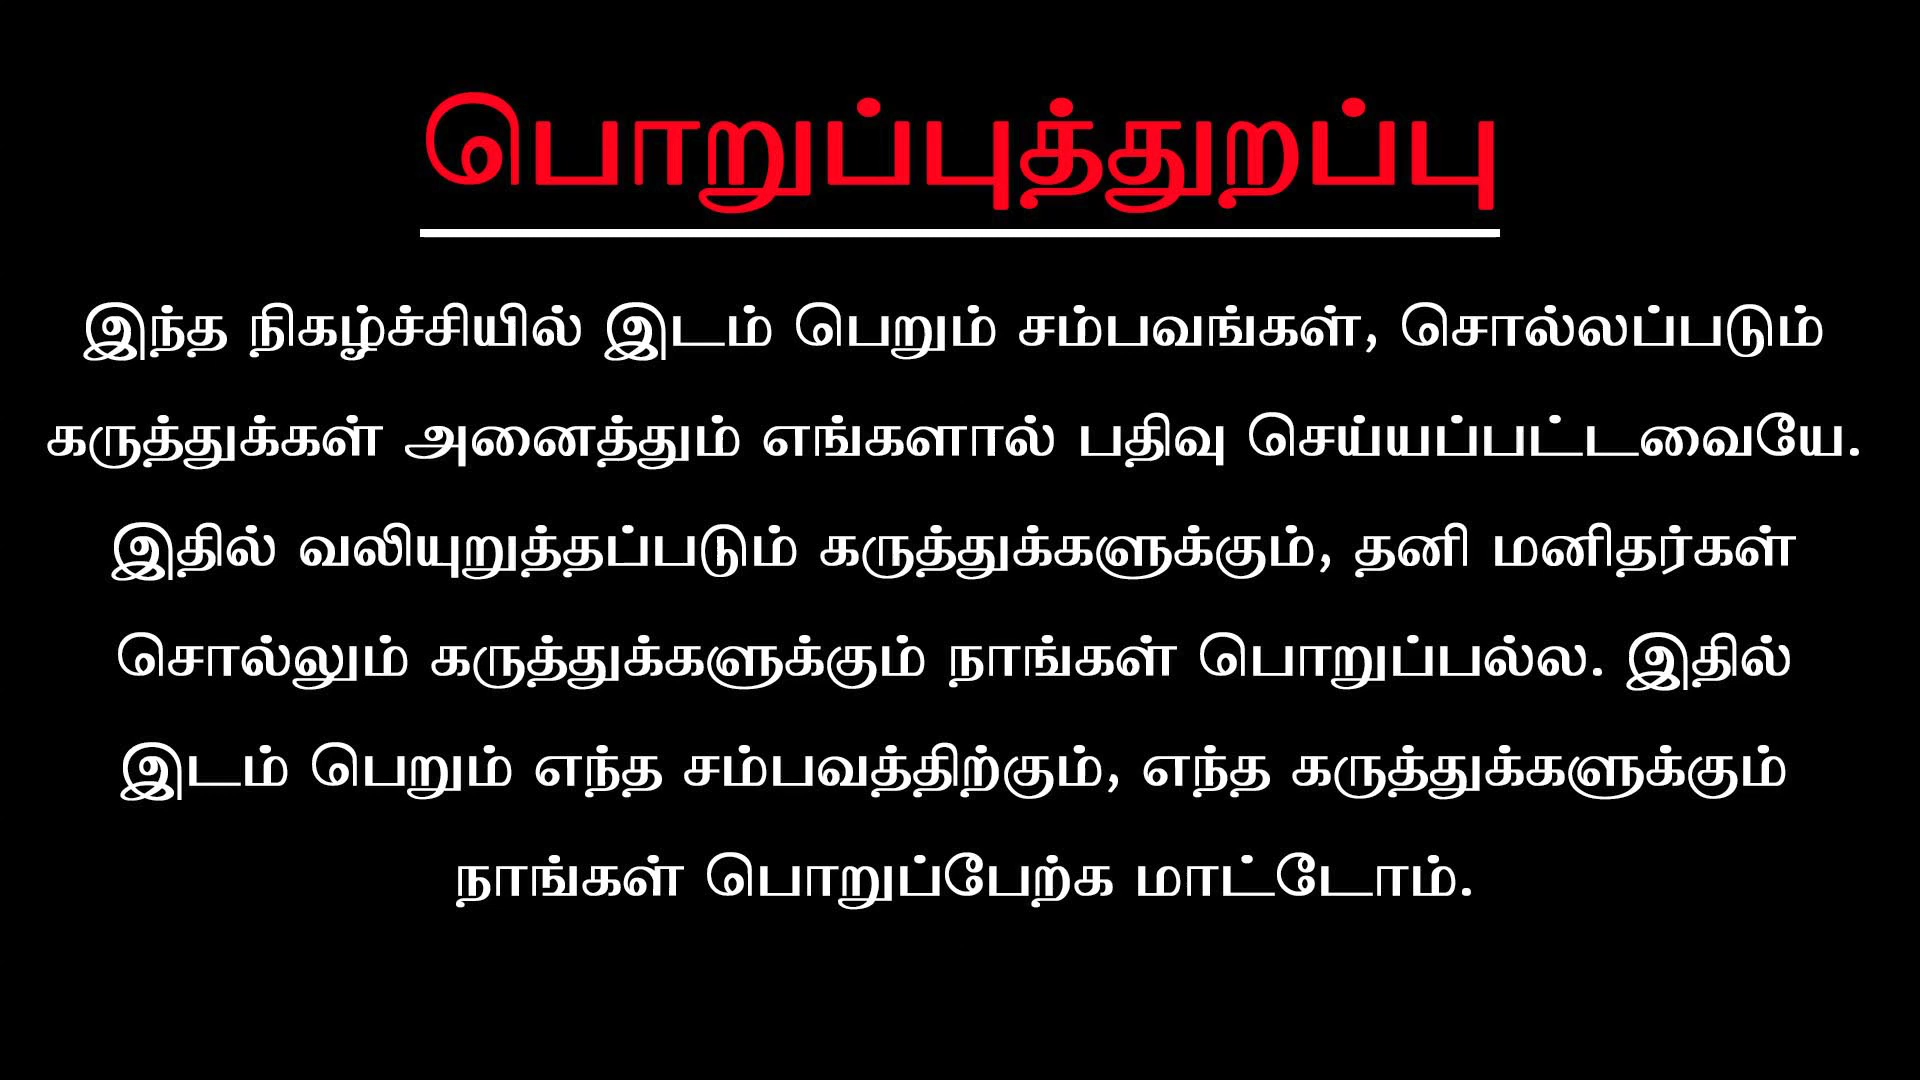 பொறுப்புத்துறப்பு
இந்த நிகழ்ச்சியில் இடம் பெறும் சம்பவங்கள், சொல்லப்படும்
கருத்துக்கள் அனைத்தும் எங்களால் பதிவு செய்யப்பட்டவையே.
இதில் வலியுறுத்தப்படும் கருத்துக்களுக்கும், தனி மனிதர்கள்
சொல்லும் கருத்துக்களுக்கும் நாங்கள் பொறுப்பல்ல. இதில்
இடம் பெறும் எந்த சம்பவத்திற்கும், எந்த கருத்துக்களுக்கும்
நாங்கள் பொறுப்பேற்க மாட்டோம்.